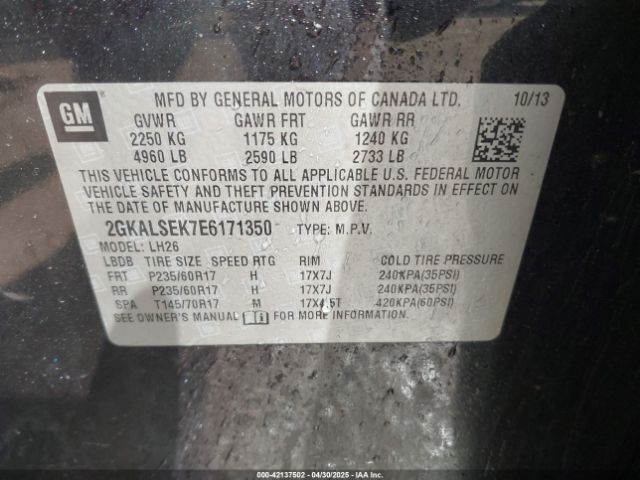 GM
®
MFD BY GENERAL MOTORS OF CANADA LTD. 10/13
GVWR GAWR FRT GAWR RR
2250 KG 1175 KG 1240 KG
4960 LB 2590 LB 2733 LB
THIS VEHICLE CONFORMS TO ALL APPLICABLE U.S. FEDERAL MOTOR
VEHICLE SAFETY AND THEFT PREVENTION STANDARDS IN EFFECT ON
THE DATE OF MANUFACTURE SHOWN ABOVE.
2GKALSEK7E6171350 TYPE: M.P.V.
MODEL: LH26
LBDB TIRE SIZE SPEED RTG RIM COLD TIRE PRESSURE
FRT P235/60R17 H 17X7J 240KPA(35PSI)
RR P235/60R17 H 17X7J 240KPA(35PSI)
SPA T145/70R17 M 17X4.5T 420KPA(60PSI)
SEE OWNER'S MANUAL FOR MORE INFORMATION.
000-42137502 - 04/30/2025 - IAAI.COM